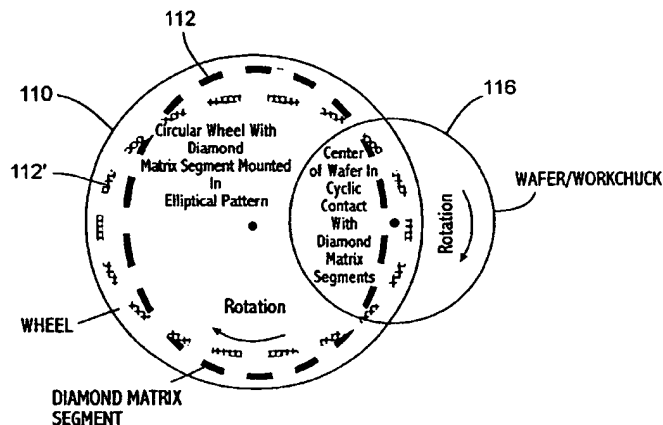 112
110
116
112'
Circular Wheel With
Diamond
Matrix Segment Mounted
In
Elliptical Pattern
Center
of Wafer In
Cyclic
Contact
With
Diamond
Matrix
Segments
Rotation
WAFER/WORKCHUCK
WHEEL
Rotation
DIAMOND MATRIX
SEGMENT